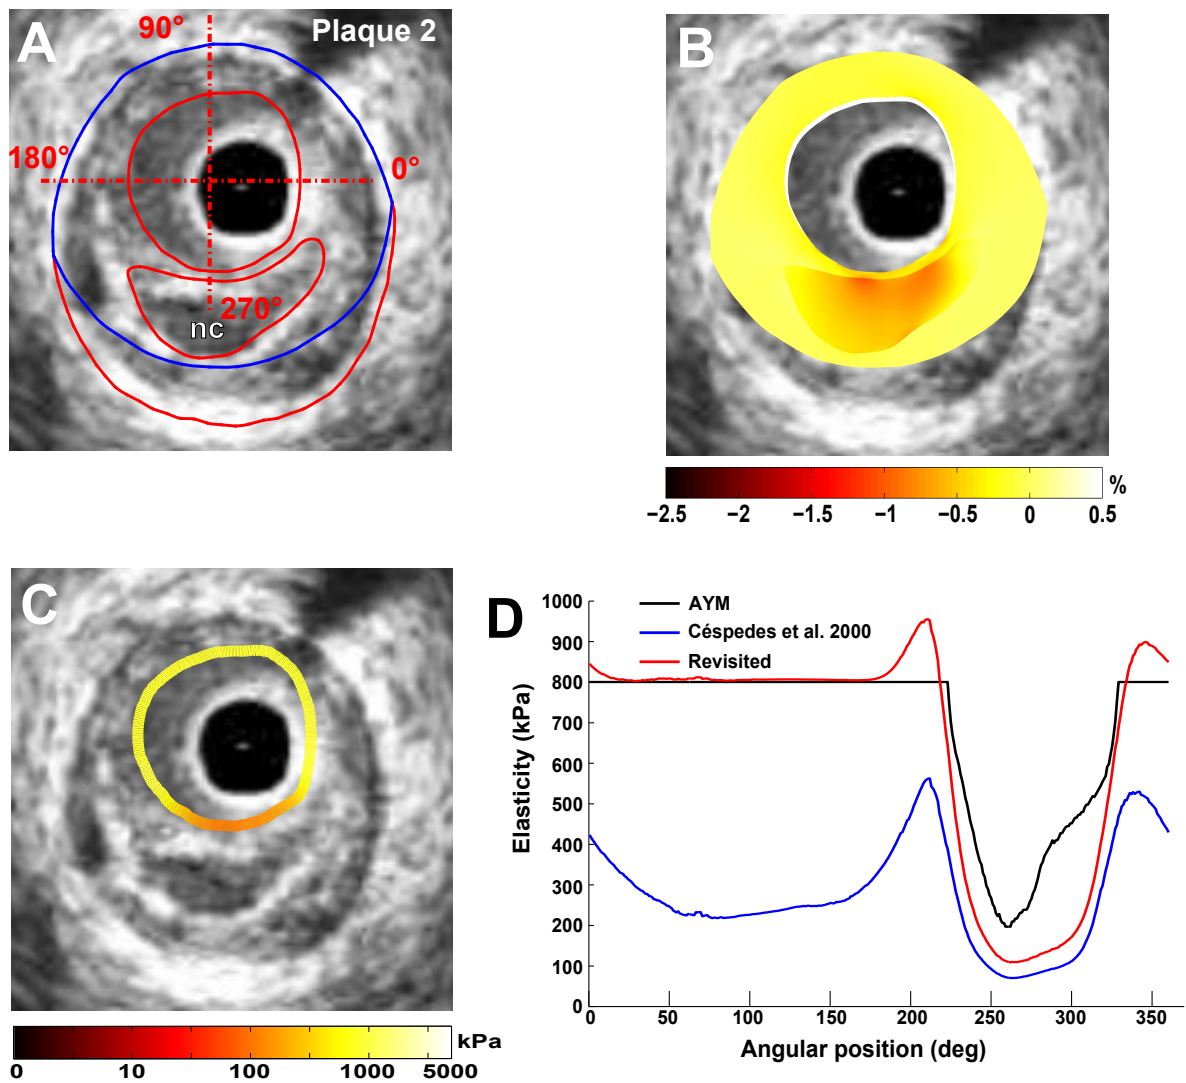 A
90°
Plaque 2
180°
0°
270°
nc
B
%
−2.5 −2 −1.5 −1 −0.5 0 0.5
C
kPa
0 10 100 1000 5000
D
AYM
Céspedes et al. 2000
Revisited
Elasticity (kPa)
1000
900
800
700
600
500
400
300
200
100
0
0 50 100 150 200 250 300 350
Angular position (deg)